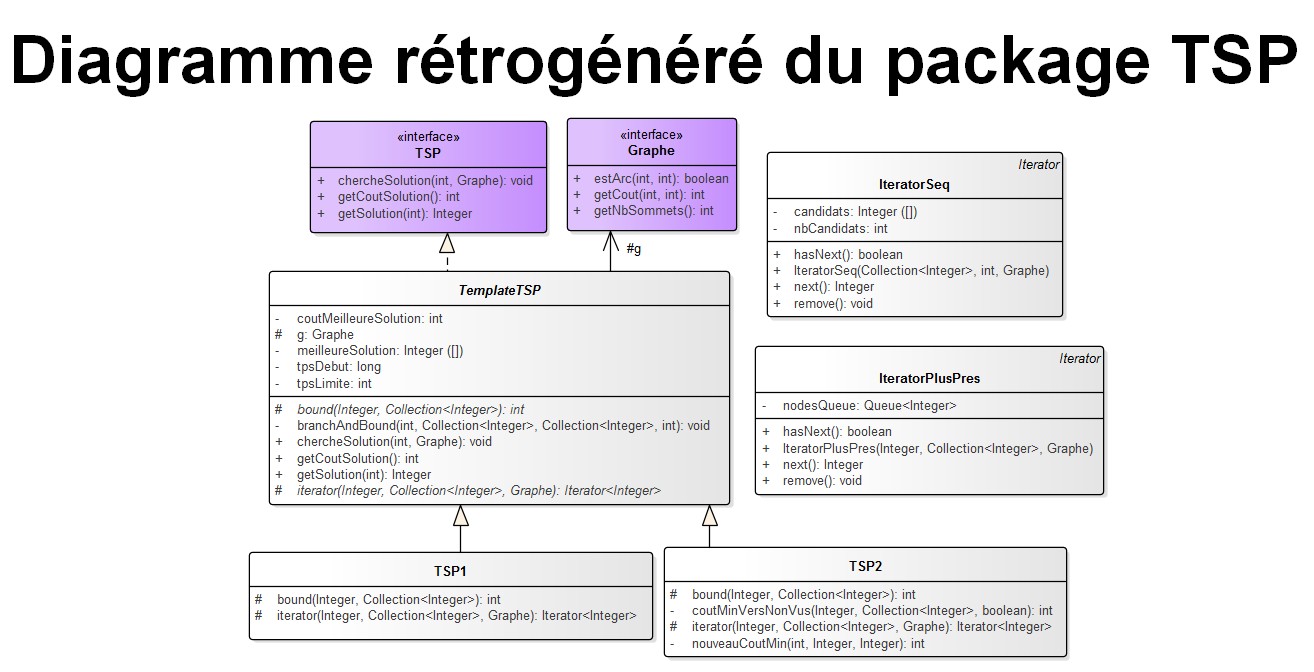 Diagramme rétrogénéré du package TSP
«interface»
TSP
+ chercheSolution(int, Graphe): void
+ getCoutSolution(): int
+ getSolution(int): Integer
«interface»
Graphe
+ estArc(int, int): boolean
+ getCout(int, int): int
+ getNbSommets(): int
Iterator
IteratorSeq
- candidats: Integer ([])
- nbCandidats: int
+ hasNext(): boolean
+ IteratorSeq(Collection<Integer>, int, Graphe)
+ next(): Integer
+ remove(): void
#g
TemplateTSP
- coutMeilleureSolution: int
# g: Graphe
- meilleureSolution: Integer ([])
- tpsDebut: long
- tpsLimite: int
# bound(Integer, Collection<Integer>): int
- branchAndBound(int, Collection<Integer>, Collection<Integer>, int): void
+ chercheSolution(int, Graphe): void
+ getCoutSolution(): int
+ getSolution(int): Integer
# iterator(Integer, Collection<Integer>, Graphe): Iterator<Integer>
Iterator
IteratorPlusPres
- nodesQueue: Queue<Integer>
+ hasNext(): boolean
+ IteratorPlusPres(Integer, Collection<Integer>, Graphe)
+ next(): Integer
+ remove(): void
TSP1
# bound(Integer, Collection<Integer>): int
# iterator(Integer, Collection<Integer>, Graphe): Iterator<Integer>
TSP2
# bound(Integer, Collection<Integer>): int
- coutMinVersNonVus(Integer, Collection<Integer>, boolean): int
# iterator(Integer, Collection<Integer>, Graphe): Iterator<Integer>
- nouveauCoutMin(int, Integer, Integer): int